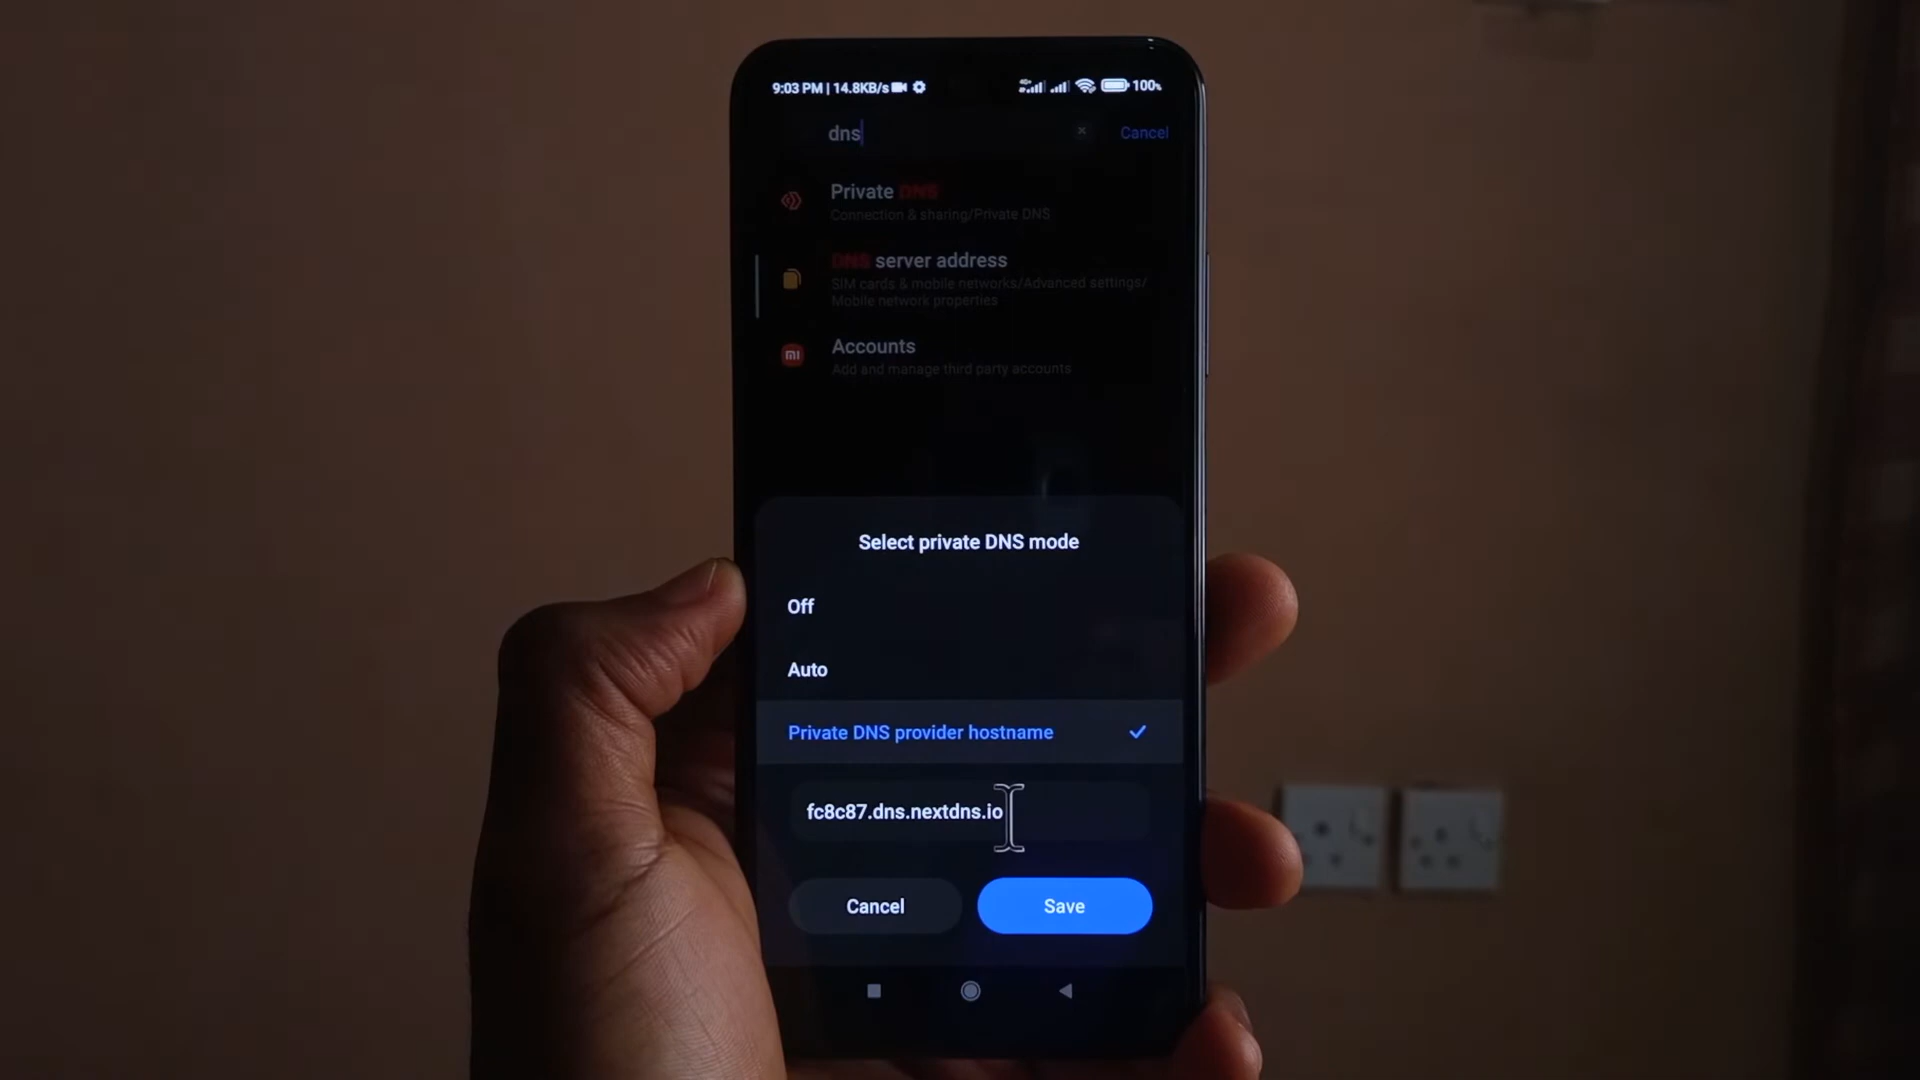 9:03 PM | 14.8KB/s
4G+
100%
dns
Cancel
Private DNS
Connection & sharing/Private DNS
DNS server address
SIM cards & mobile networks/Advanced settings/
Mobile network properties
mi
Accounts
Add and manage third party accounts
Select private DNS mode
Off
Auto
Private DNS provider hostname
fc8c87.dns.nextdns.io
Cancel
Save